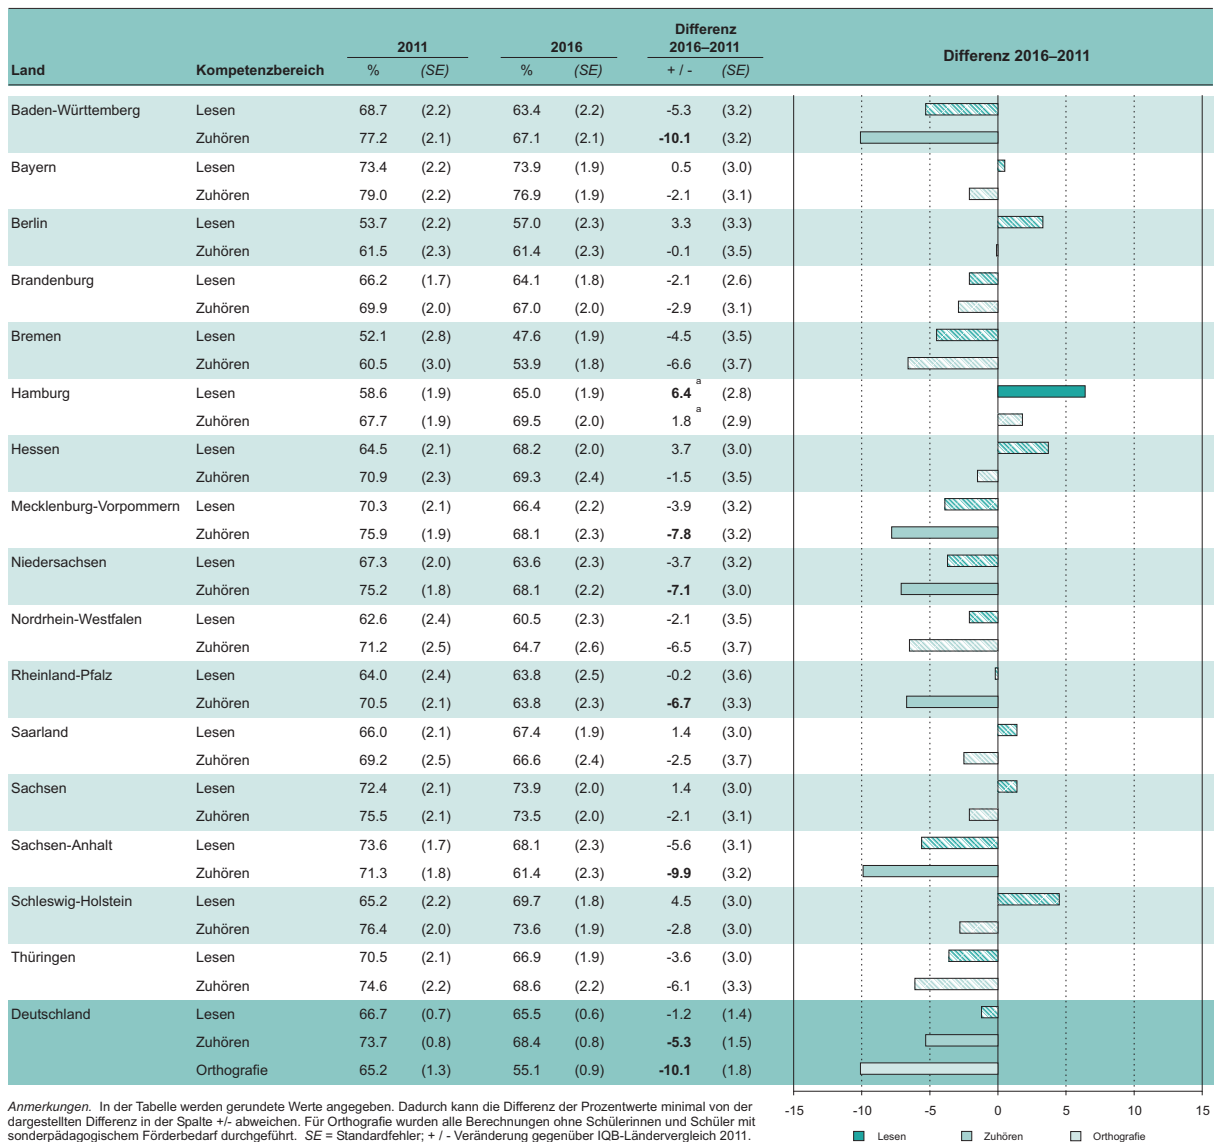 Land Kompetenzbereich 2011 2016 Differenz 2016–2011 Differenz 2016–2011
% (SE) % (SE) + / - (SE)
Baden-Württemberg Lesen 68.7 (2.2) 63.4 (2.2) -5.3 (3.2)
Zuhören 77.2 (2.1) 67.1 (2.1) -10.1 (3.2)
Bayern Lesen 73.4 (2.2) 73.9 (1.9) 0.5 (3.0)
Zuhören 79.0 (2.2) 76.9 (1.9) -2.1 (3.1)
Berlin Lesen 53.7 (2.2) 57.0 (2.3) 3.3 (3.3)
Zuhören 61.5 (2.3) 61.4 (2.3) -0.1 (3.5)
Brandenburg Lesen 66.2 (1.7) 64.1 (1.8) -2.1 (2.6)
Zuhören 69.9 (2.0) 67.0 (2.0) -2.9 (3.1)
Bremen Lesen 52.1 (2.8) 47.6 (1.9) -4.5 (3.5)
Zuhören 60.5 (3.0) 53.9 (1.8) -6.6 (3.7)
Hamburg Lesen 58.6 (1.9) 65.0 (1.9) 6.4 a (2.8)
Zuhören 67.7 (1.9) 69.5 (2.0) 1.8 a (2.9)
Hessen Lesen 64.5 (2.1) 68.2 (2.0) 3.7 (3.0)
Zuhören 70.9 (2.3) 69.3 (2.4) -1.5 (3.5)
Mecklenburg-Vorpommern Lesen 70.3 (2.1) 66.4 (2.2) -3.9 (3.2)
Zuhören 75.9 (1.9) 68.1 (2.3) -7.8 (3.2)
Niedersachsen Lesen 67.3 (2.0) 63.6 (2.3) -3.7 (3.2)
Zuhören 75.2 (1.8) 68.1 (2.2) -7.1 (3.0)
Nordrhein-Westfalen Lesen 62.6 (2.4) 60.5 (2.3) -2.1 (3.5)
Zuhören 71.2 (2.5) 64.7 (2.6) -6.5 (3.7)
Rheinland-Pfalz Lesen 64.0 (2.4) 63.8 (2.5) -0.2 (3.6)
Zuhören 70.5 (2.1) 63.8 (2.3) -6.7 (3.3)
Saarland Lesen 66.0 (2.1) 67.4 (1.9) 1.4 (3.0)
Zuhören 69.2 (2.5) 66.6 (2.4) -2.5 (3.7)
Sachsen Lesen 72.4 (2.1) 73.9 (2.0) 1.4 (3.0)
Zuhören 75.5 (2.1) 73.5 (2.0) -2.1 (3.1)
Sachsen-Anhalt Lesen 73.6 (1.7) 68.1 (2.3) -5.6 (3.1)
Zuhören 71.3 (1.8) 61.4 (2.3) -9.9 (3.2)
Schleswig-Holstein Lesen 65.2 (2.2) 69.7 (1.8) 4.5 (3.0)
Zuhören 76.4 (2.0) 73.6 (1.9) -2.8 (3.0)
Thüringen Lesen 70.5 (2.1) 66.9 (1.9) -3.6 (3.0)
Zuhören 74.6 (2.2) 68.6 (2.2) -6.1 (3.3)
Deutschland Lesen 66.7 (0.7) 65.5 (0.6) -1.2 (1.4)
Zuhören 73.7 (0.8) 68.4 (0.8) -5.3 (1.5)
Orthografie 65.2 (1.3) 55.1 (0.9) -10.1 (1.8)
-15 -10 -5 0 5 10 15
-15 -10 -5 0 5 10 15
Lesen Zuhören Orthografie
Anmerkungen. In der Tabelle werden gerundete Werte angegeben. Dadurch kann die Differenz der Prozentwerte minimal von der
dargestellten Differenz in der Spalte +/- abweichen. Für Orthografie wurden alle Berechnungen ohne Schülerinnen und Schüler mit
sonderpädagogischem Förderbedarf durchgeführt. SE = Standardfehler; + / - Veränderung gegenüber IQB-Ländervergleich 2011.